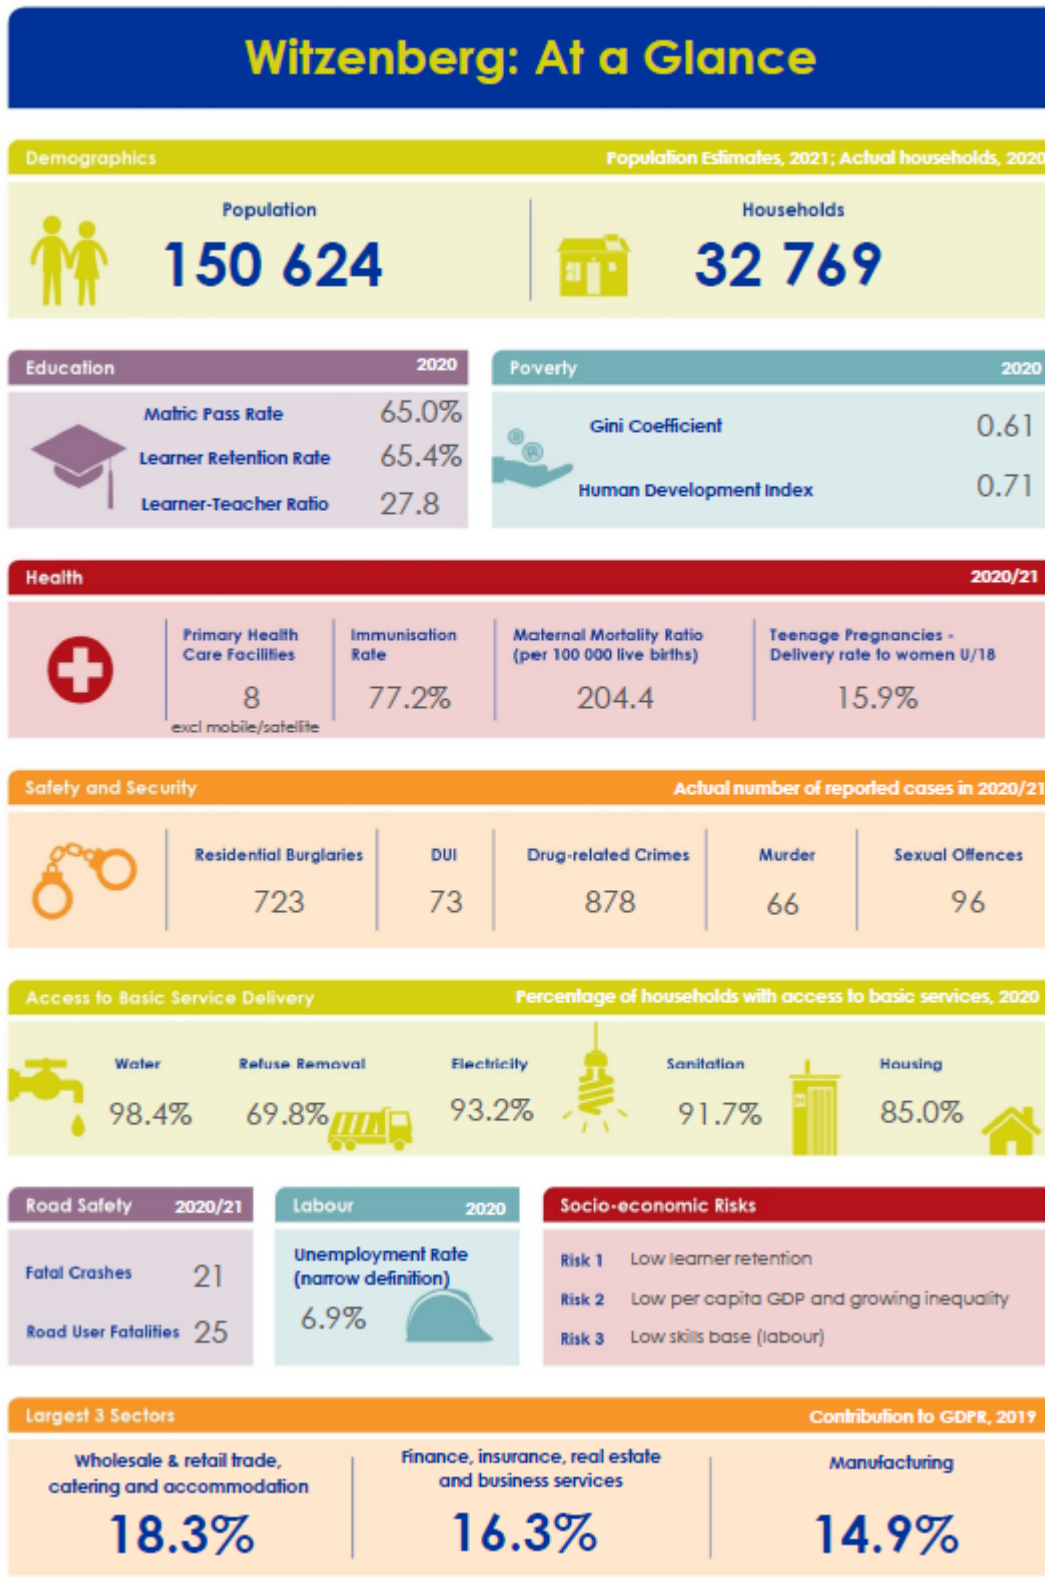 Witzenberg: At a Glance
Demographics
Population Estimates, 2021; Actual households, 2020
Population
150 624
Households
32 769
Education
2020
Matric Pass Rate
65.0%
Learner Retention Rate
65.4%
Learner-Teacher Ratio
27.8
Poverty
2020
Gini Coefficient
0.61
Human Development Index
0.71
Health
2020/21
Primary Health
Care Facilities
8
excl mobile/satellite
Immunisation
Rate
77.2%
Maternal Mortality Ratio
(per 100 000 live births)
204.4
Teenage Pregnancies -
Delivery rate to women U/18
15.9%
Safety and Security
Actual number of reported cases in 2020/21
Residential Burglaries
723
DUI
73
Drug-related Crimes
878
Murder
66
Sexual Offences
96
Access to Basic Service Delivery
Percentage of households with access to basic services, 2020
Water
98.4%
Refuse Removal
69.8%
Electricity
93.2%
Sanitation
91.7%
Housing
85.0%
Road Safety
2020/21
Fatal Crashes
21
Road User Fatalities
25
Labour
2020
Unemployment Rate
(narrow definition)
6.9%
Socio-economic Risks
Risk 1 Low learner retention
Risk 2 Low per capita GDP and growing inequality
Risk 3 Low skills base (labour)
Largest 3 Sectors
Contribution to GDPR, 2019
Wholesale & retail trade,
catering and accommodation
18.3%
Finance, insurance, real estate
and business services
16.3%
Manufacturing
14.9%